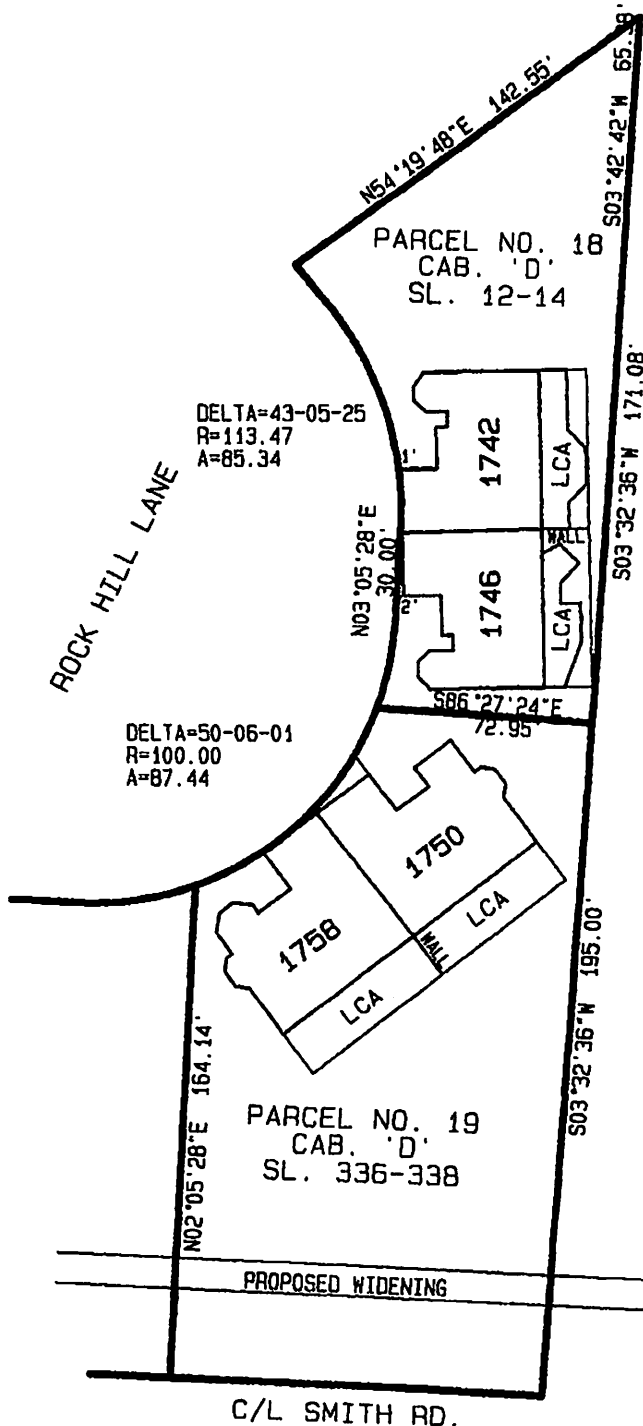 N54°19'48"E 142.55'
S03°42'42"W 65.38'
PARCEL NO. 18
CAB. 'D'
SL. 12-14
S03°32'36"W 171.08'
DELTA=43-05-25
R=113.47
A=85.34
1'
1742
LCA
ROCK HILL LANE
N03°05'28"E
30.00'
WALL
2'
1746
LCA
S86°27'24"E
72.95'
DELTA=50-06-01
R=100.00
A=87.44
1750
LCA
WALL
1758
LCA
S03°32'36"W 195.00'
N02°05'28"E 164.14'
PARCEL NO. 19
CAB. 'D'
SL. 336-338
PROPOSED WIDENING
C/L SMITH RD.